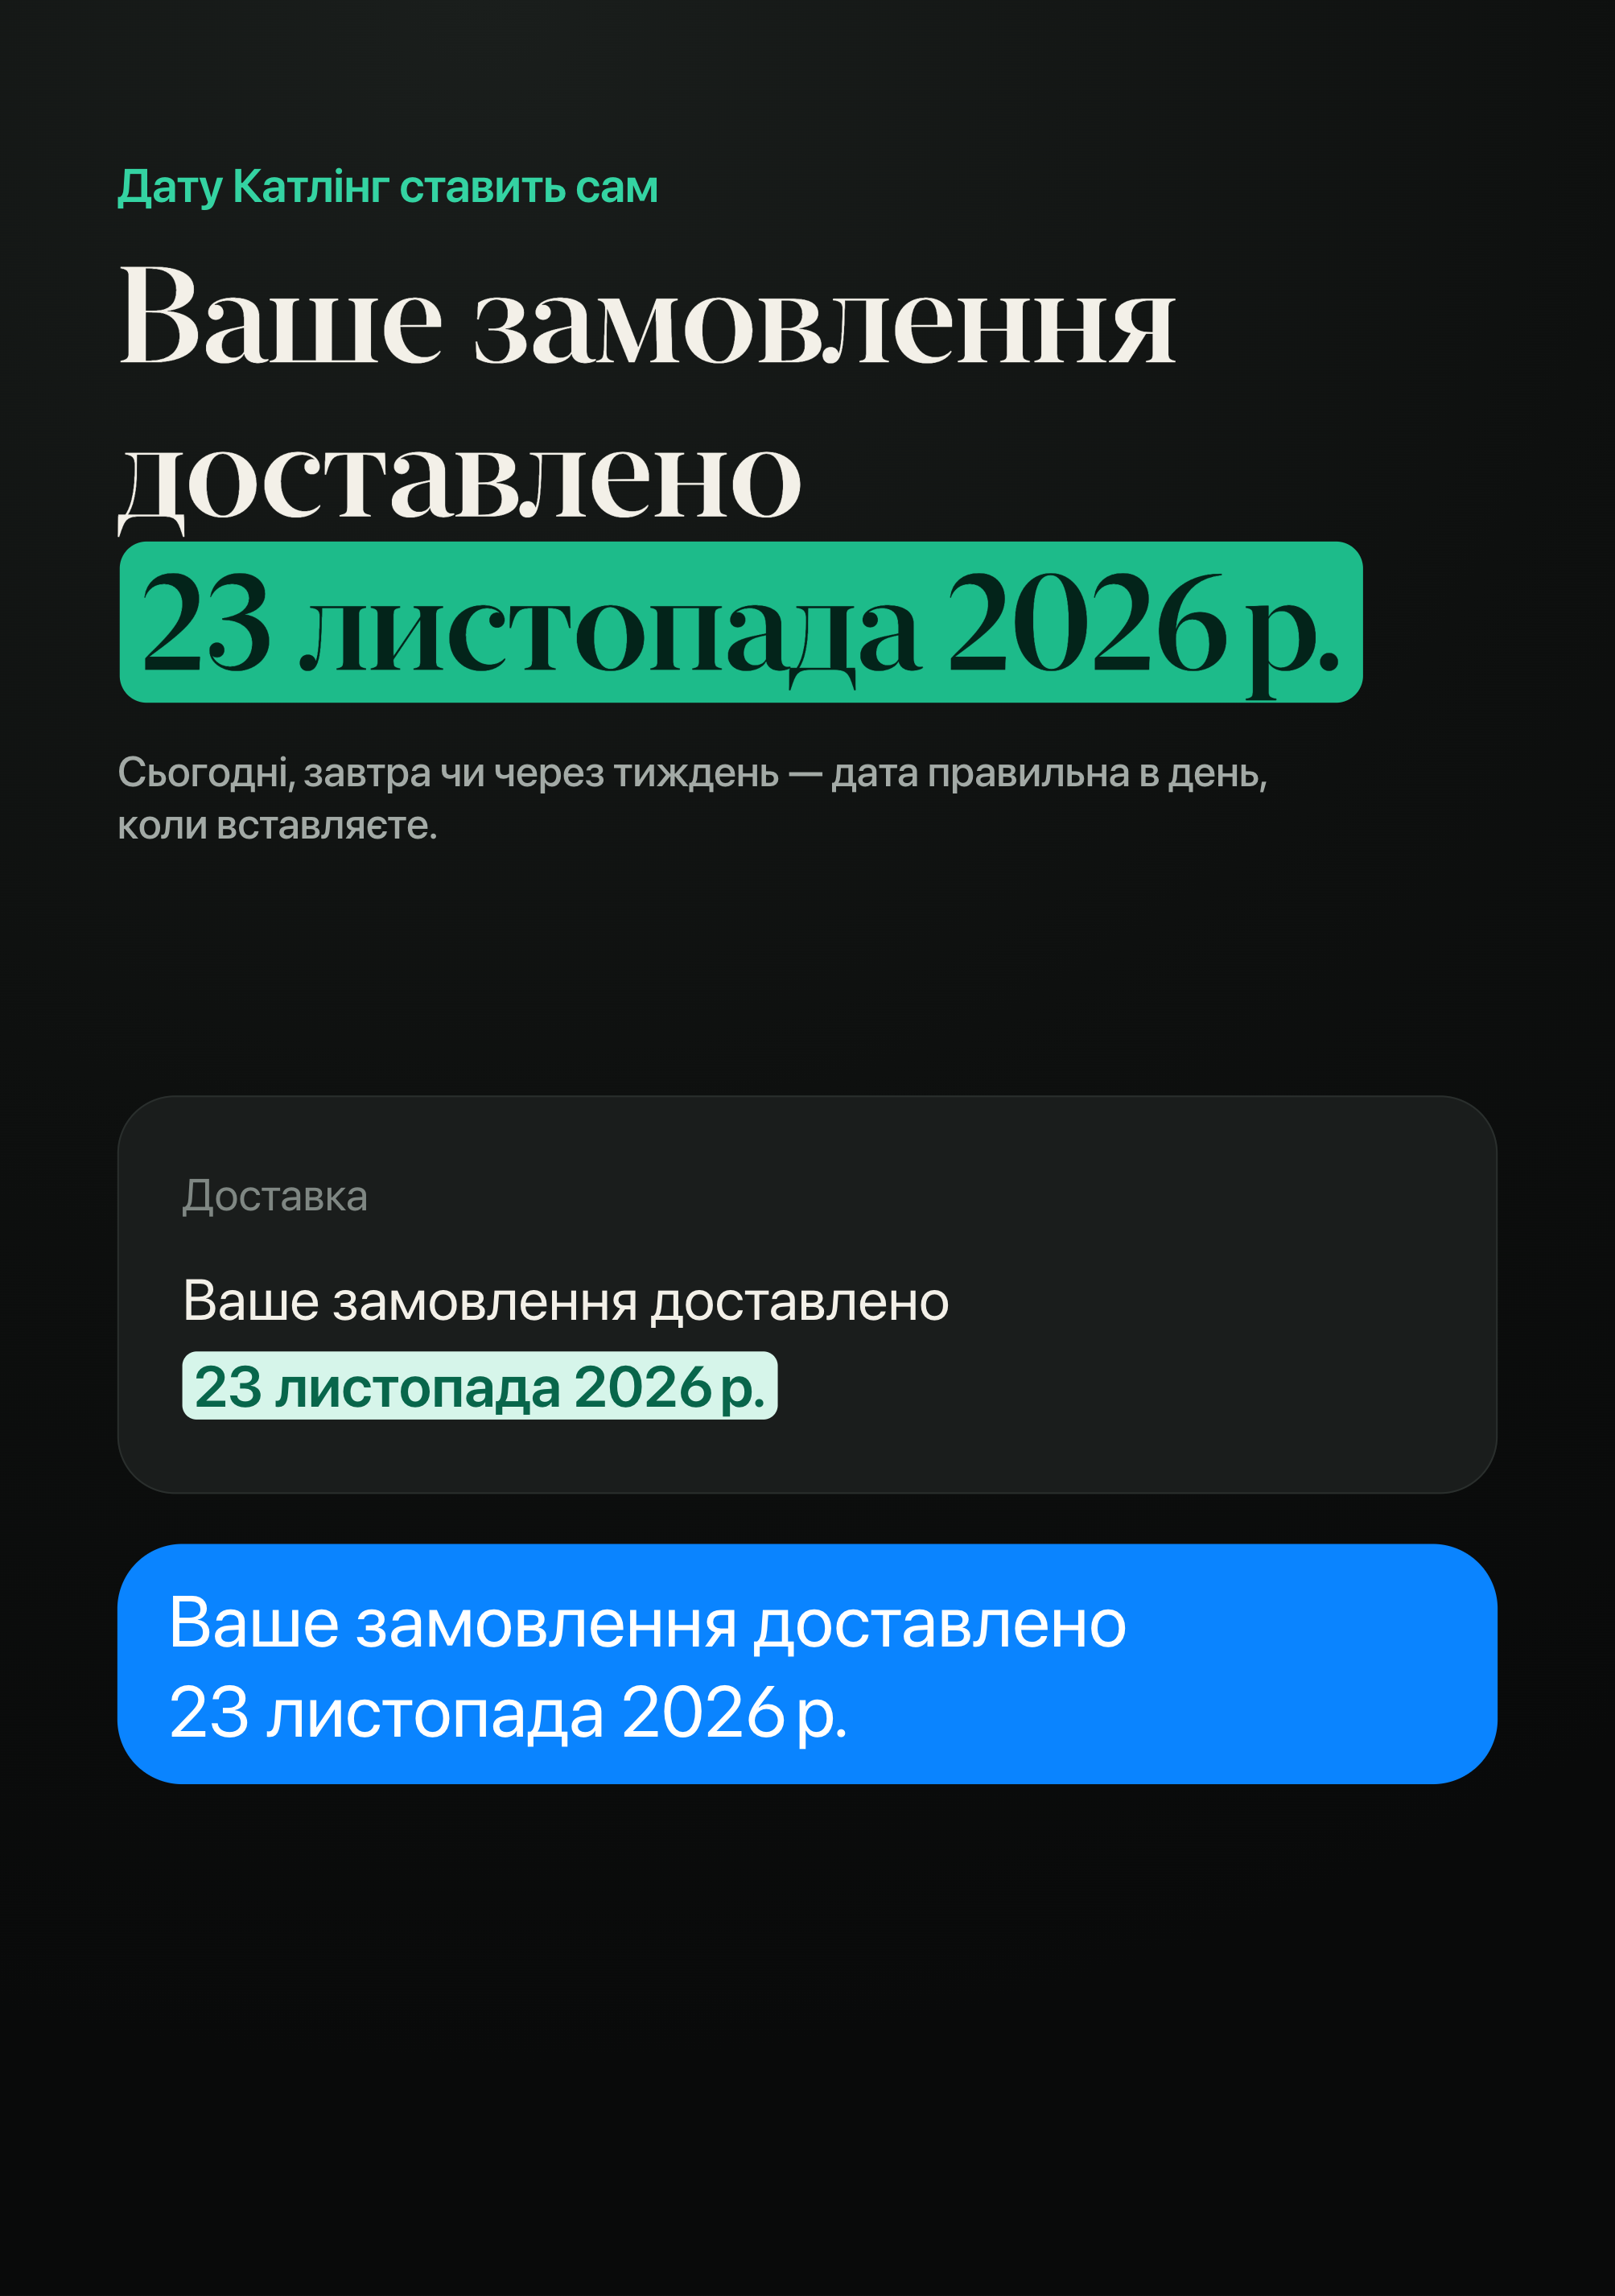 Дату Катлінг ставить сам
Ваше замовлення
доставлено
23 листопада 2026 р.
Сьогодні, завтра чи через тиждень — дата правильна в день,
коли вставляєте.
Доставка
Ваше замовлення доставлено
23 листопада 2026 р.
Ваше замовлення доставлено
23 листопада 2026 р.